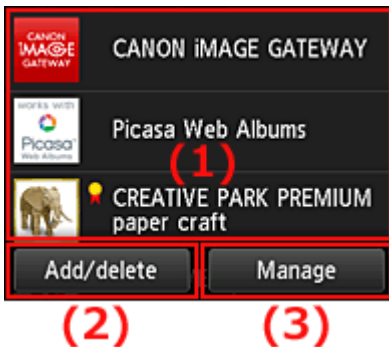 CANON
iMAGE
GATEWAY
CANON iMAGE GATEWAY
works with
Picasa
Web Albums
Picasa Web Albums
(1)
CREATIVE PARK PREMIUM
paper craft
Add/delete
Manage
(2)
(3)